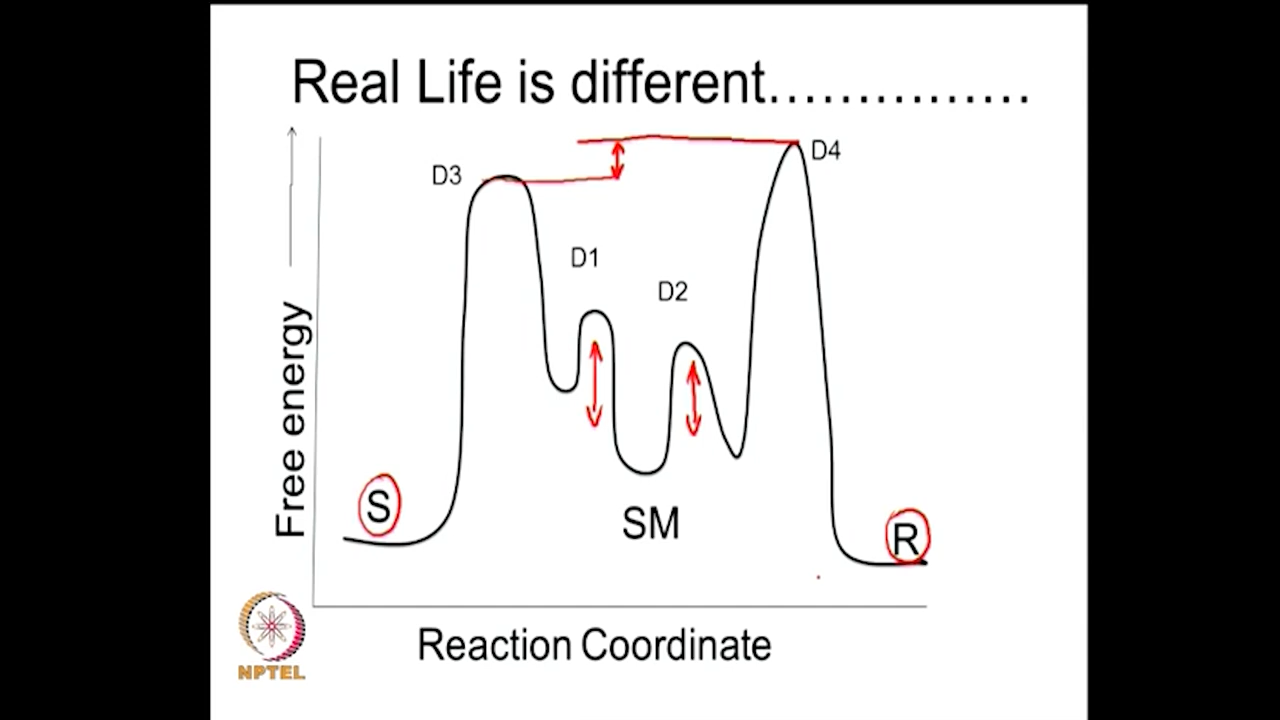 Real Life is different...............
D3
D4
D1
D2
Free energy
S
SM
R
Reaction Coordinate
NPTEL